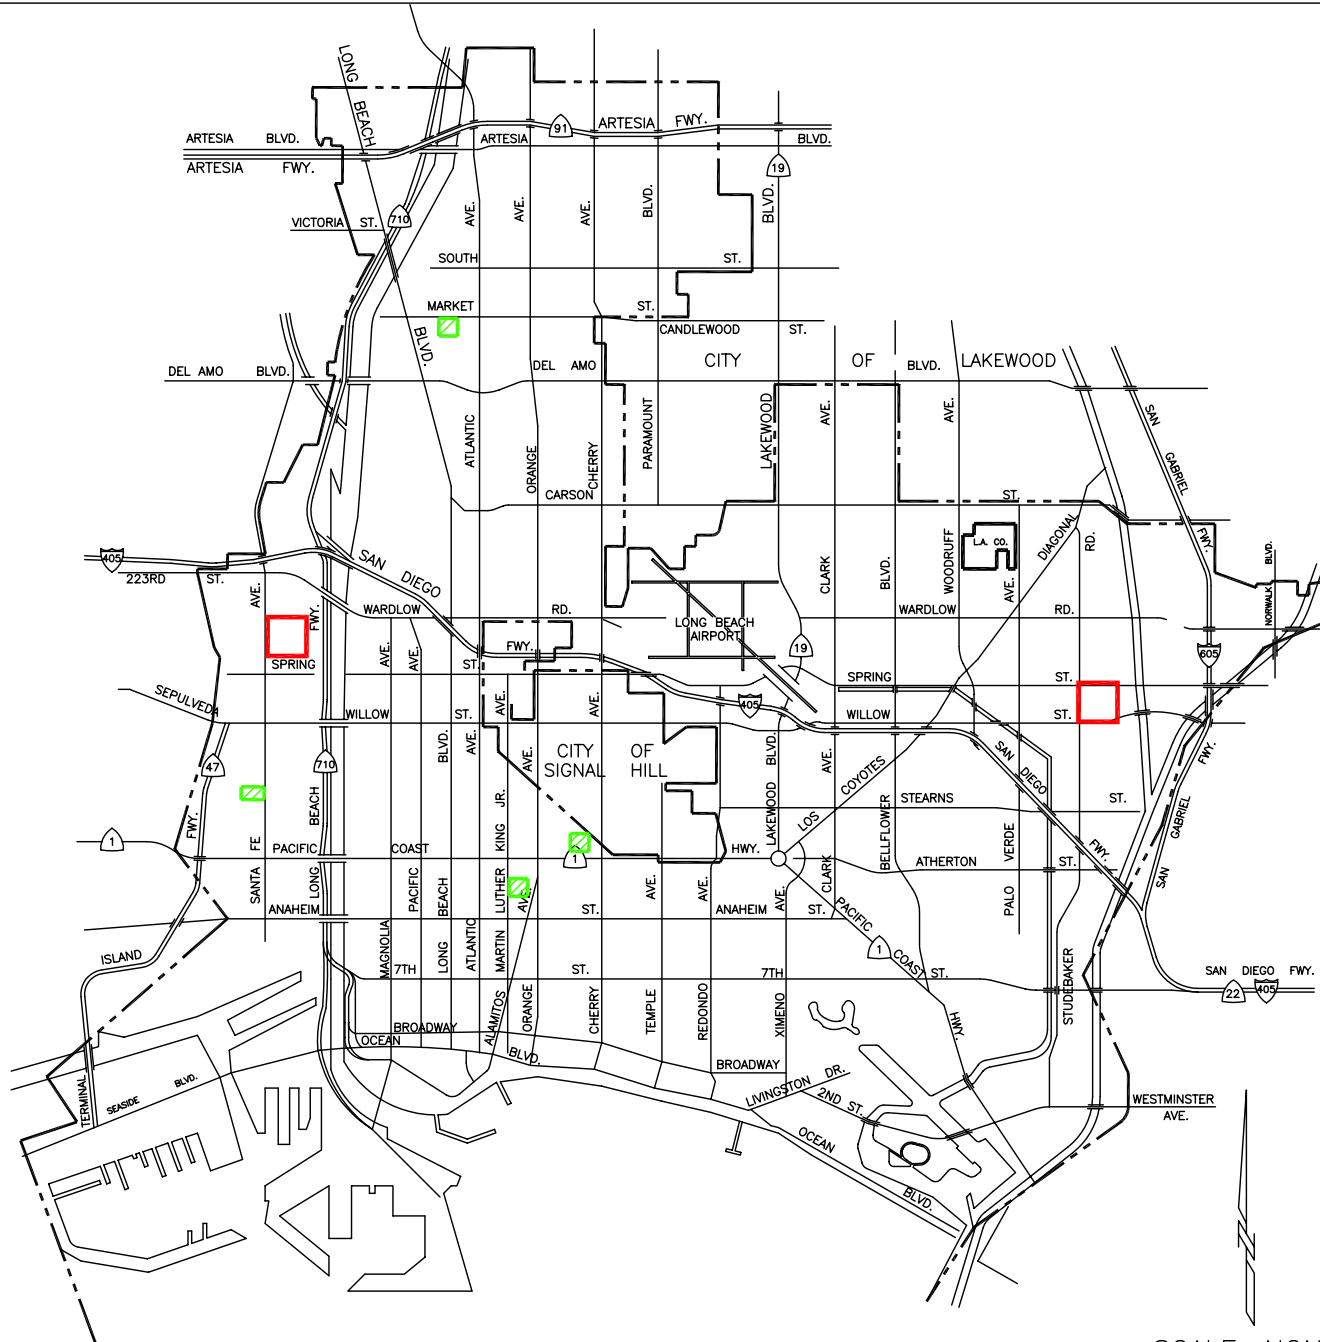 LONG BEACH
BLVD.
91
ARTESIA FWY.
ARTESIA BLVD.
ARTESIA
BLVD.
ARTESIA FWY.
19
VICTORIA ST.
710
AVE.
AVE.
AVE.
BLVD.
BLVD.
SOUTH ST.
MARKET ST.
CANDLEWOOD ST.
CITY OF LAKEWOOD
DEL AMO BLVD.
DEL AMO
BLVD.
ATLANTIC
ORANGE
CHERRY
PARAMOUNT
LAKEWOOD
AVE.
AVE.
SAN GABRIEL FWY.
CARSON
ST.
DIAGONAL
RD.
405
223RD ST.
SAN DIEGO
FWY.
L.A. CO.
WOODRUFF
AVE.
CLARK
BLVD.
NORWALK BLVD.
AVE.
FWY.
WARDLOW RD.
LONG BEACH
AIRPORT
WARDLOW RD.
19
605
SPRING ST.
AVE.
AVE.
AVE.
AVE.
SPRING ST.
405
SEPULVEDA
WILLOW ST.
WILLOW ST.
BLVD.
AVE.
AVE.
CITY OF
SIGNAL HILL
BLVD.
AVE.
SAN DIEGO
FWY.
47
710
FWY.
LOS COYOTES
STEARNS ST.
SAN GABRIEL FWY.
1
PACIFIC COAST
1
HWY.
ATHERTON ST.
SANTA FE
LONG BEACH
PACIFIC
BEACH
MARTIN LUTHER KING JR.
AVE.
AVE.
AVE.
AVE.
LAKEWOOD
CLARK
BELLFLOWER
PALO VERDE
ANAHEIM ST.
ANAHEIM ST.
PACIFIC
1
COAST
HWY.
ISLAND
MAGNOLIA
LONG
ATLANTIC
7TH ST.
7TH ST.
SAN DIEGO FWY.
22
405
ALAMITOS
ORANGE
CHERRY
TEMPLE
REDONDO
XIMENO
STUDEBAKER
BROADWAY
OCEAN BLVD.
BROADWAY
LIVINGSTON DR.
2ND ST.
WESTMINSTER
AVE.
TERMINAL
SEASIDE BLVD.
OCEAN BLVD.
N